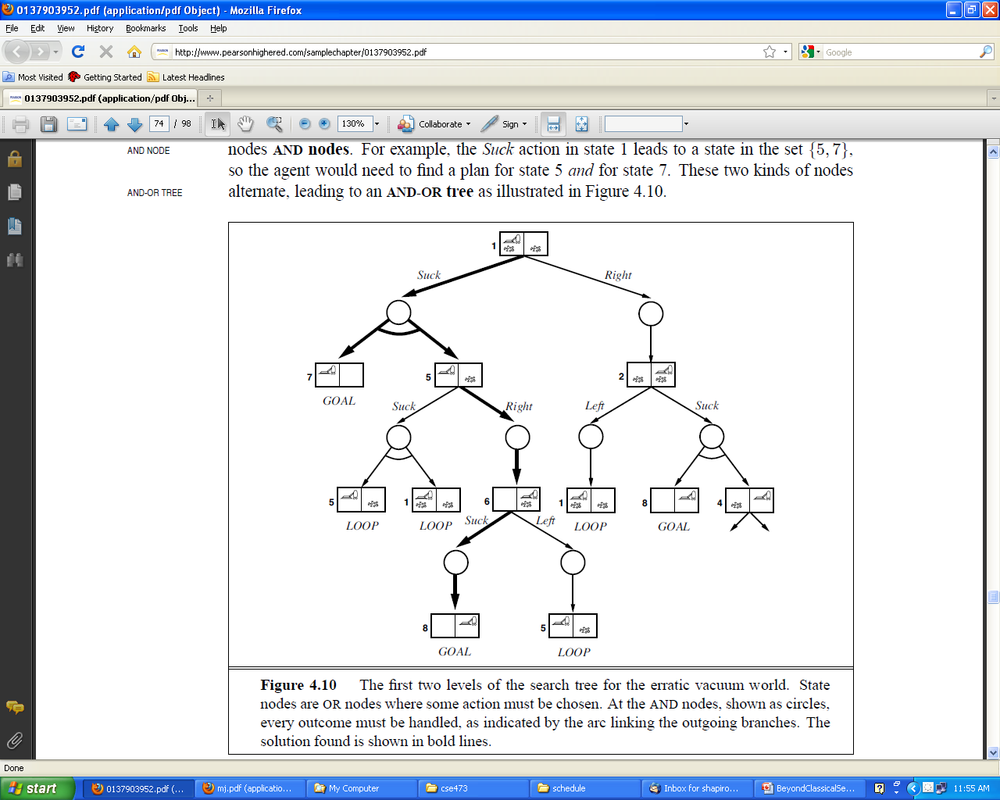 0137903952.pdf (application/pdf Object) - Mozilla Firefox
File Edit View History Bookmarks Tools Help
http://www.pearsonhighered.com/samplechapter/0137903952.pdf
Google
Most Visited Getting Started Latest Headlines
0137903952.pdf (application/pdf Obj...
74 / 98 130% Collaborate Sign
AND NODE
nodes AND nodes. For example, the Suck action in state 1 leads to a state in the set {5, 7},
so the agent would need to find a plan for state 5 and for state 7. These two kinds of nodes
AND-OR TREE
alternate, leading to an AND-OR tree as illustrated in Figure 4.10.
1
Suck Right
7 5 2
GOAL
Suck Right Left Suck
5 1 6 1 8 4
LOOP LOOP Suck Left LOOP GOAL
8 5
GOAL LOOP
Figure 4.10 The first two levels of the search tree for the erratic vacuum world. State
nodes are OR nodes where some action must be chosen. At the AND nodes, shown as circles,
every outcome must be handled, as indicated by the arc linking the outgoing branches. The
solution found is shown in bold lines.
Done
start 0137903952.pdf (... mj.pdf (applicatio... My Computer cse473 schedule Inbox for shapiro... BeyondClassicalSe... 11:55 AM